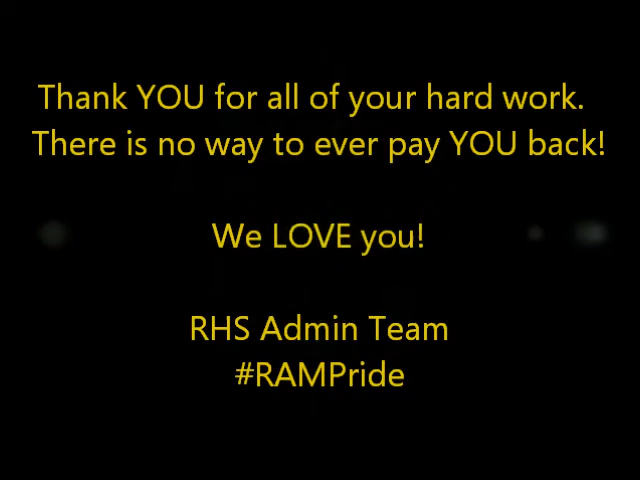 Thank YOU for all of your hard work.
There is no way to ever pay YOU back!
We LOVE you!
RHS Admin Team
#RAMPride